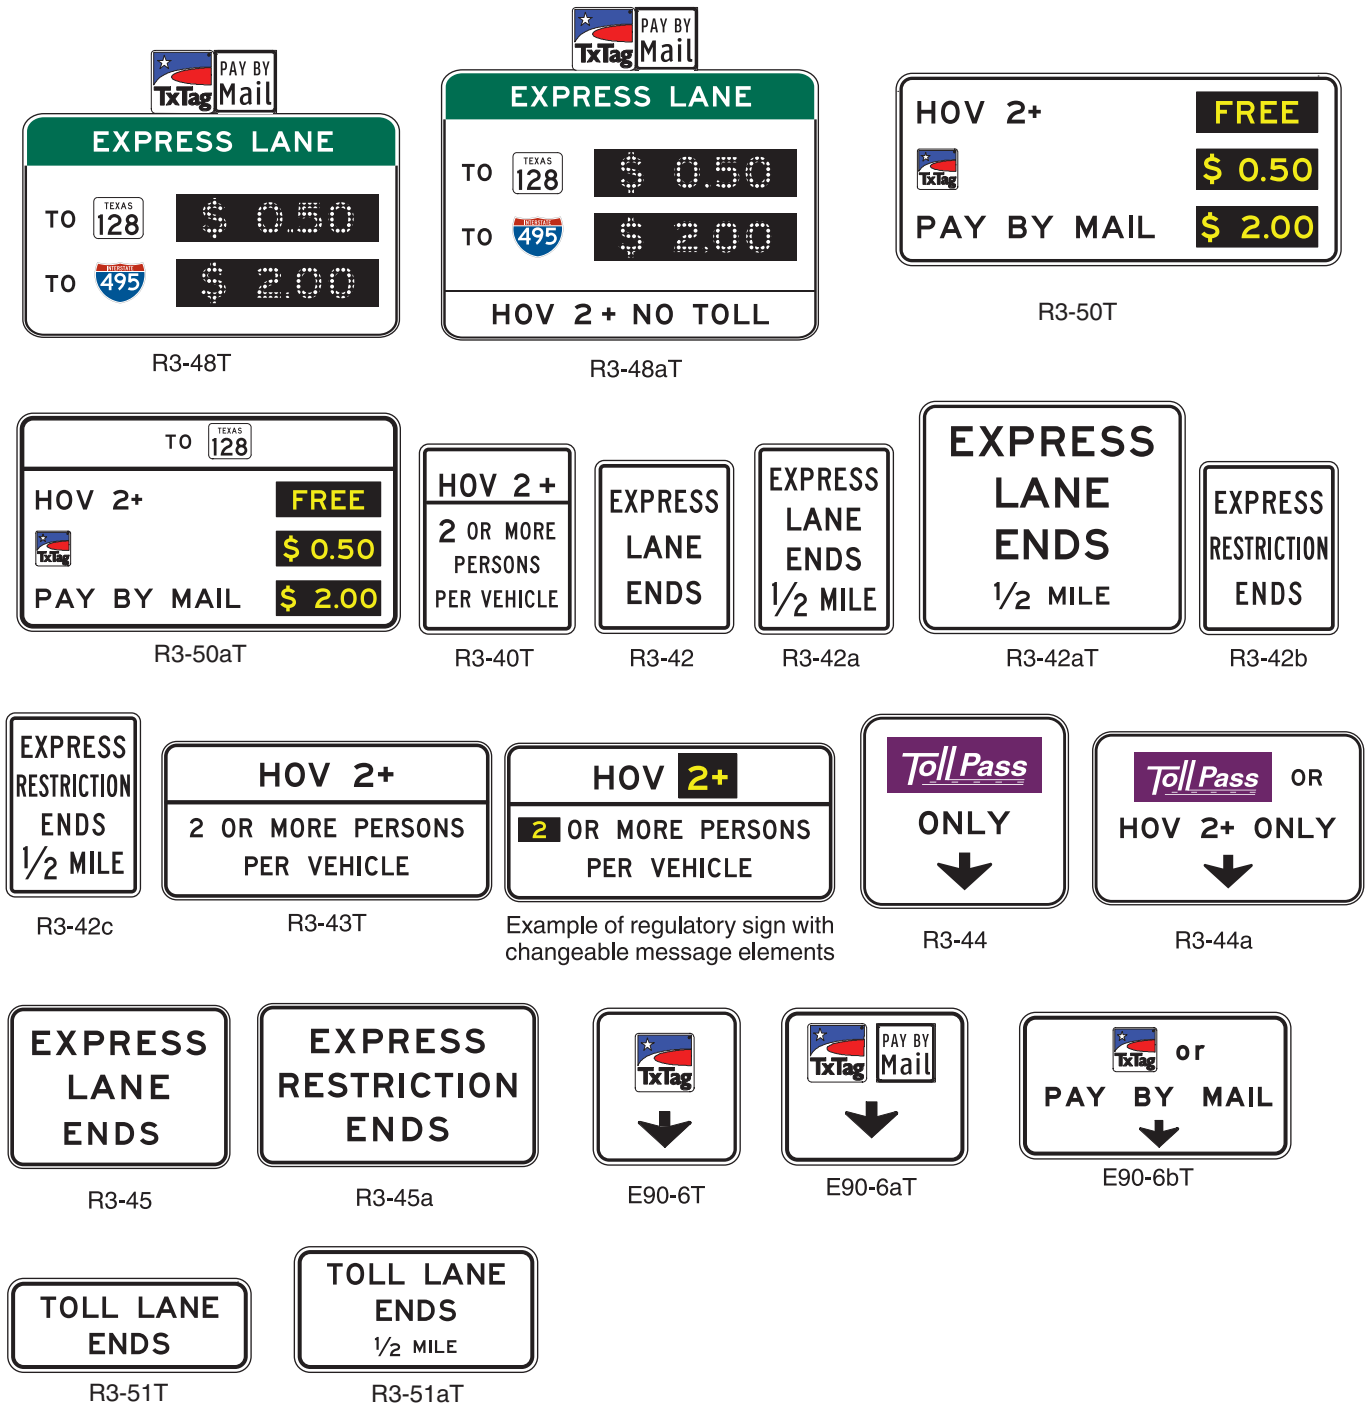 TxTag
PAY BY
Mail
EXPRESS LANE
TO TEXAS 128 $ 0.50
TO INTERSTATE 495 $ 2.00
R3-48T
TxTag
PAY BY
Mail
EXPRESS LANE
TO TEXAS 128 $ 0.50
TO INTERSTATE 495 $ 2.00
HOV 2+ NO TOLL
R3-48aT
HOV 2+ FREE
TxTag $ 0.50
PAY BY MAIL $ 2.00
R3-50T
TO TEXAS 128
HOV 2+ FREE
TxTag $ 0.50
PAY BY MAIL $ 2.00
R3-50aT
HOV 2+
2 OR MORE
PERSONS
PER VEHICLE
R3-40T
EXPRESS
LANE
ENDS
R3-42
EXPRESS
LANE
ENDS
1/2 MILE
R3-42a
EXPRESS
LANE
ENDS
1/2 MILE
R3-42aT
EXPRESS
RESTRICTION
ENDS
R3-42b
EXPRESS
RESTRICTION
ENDS
1/2 MILE
R3-42c
HOV 2+
2 OR MORE PERSONS
PER VEHICLE
R3-43T
HOV 2+
2 OR MORE PERSONS
PER VEHICLE
Example of regulatory sign with
changeable message elements
Toll Pass
ONLY
R3-44
Toll Pass OR
HOV 2+ ONLY
R3-44a
EXPRESS
LANE
ENDS
R3-45
EXPRESS
RESTRICTION
ENDS
R3-45a
TxTag
E90-6T
TxTag
PAY BY
Mail
E90-6aT
TxTag or
PAY BY MAIL
E90-6bT
TOLL LANE
ENDS
R3-51T
TOLL LANE
ENDS
1/2 MILE
R3-51aT